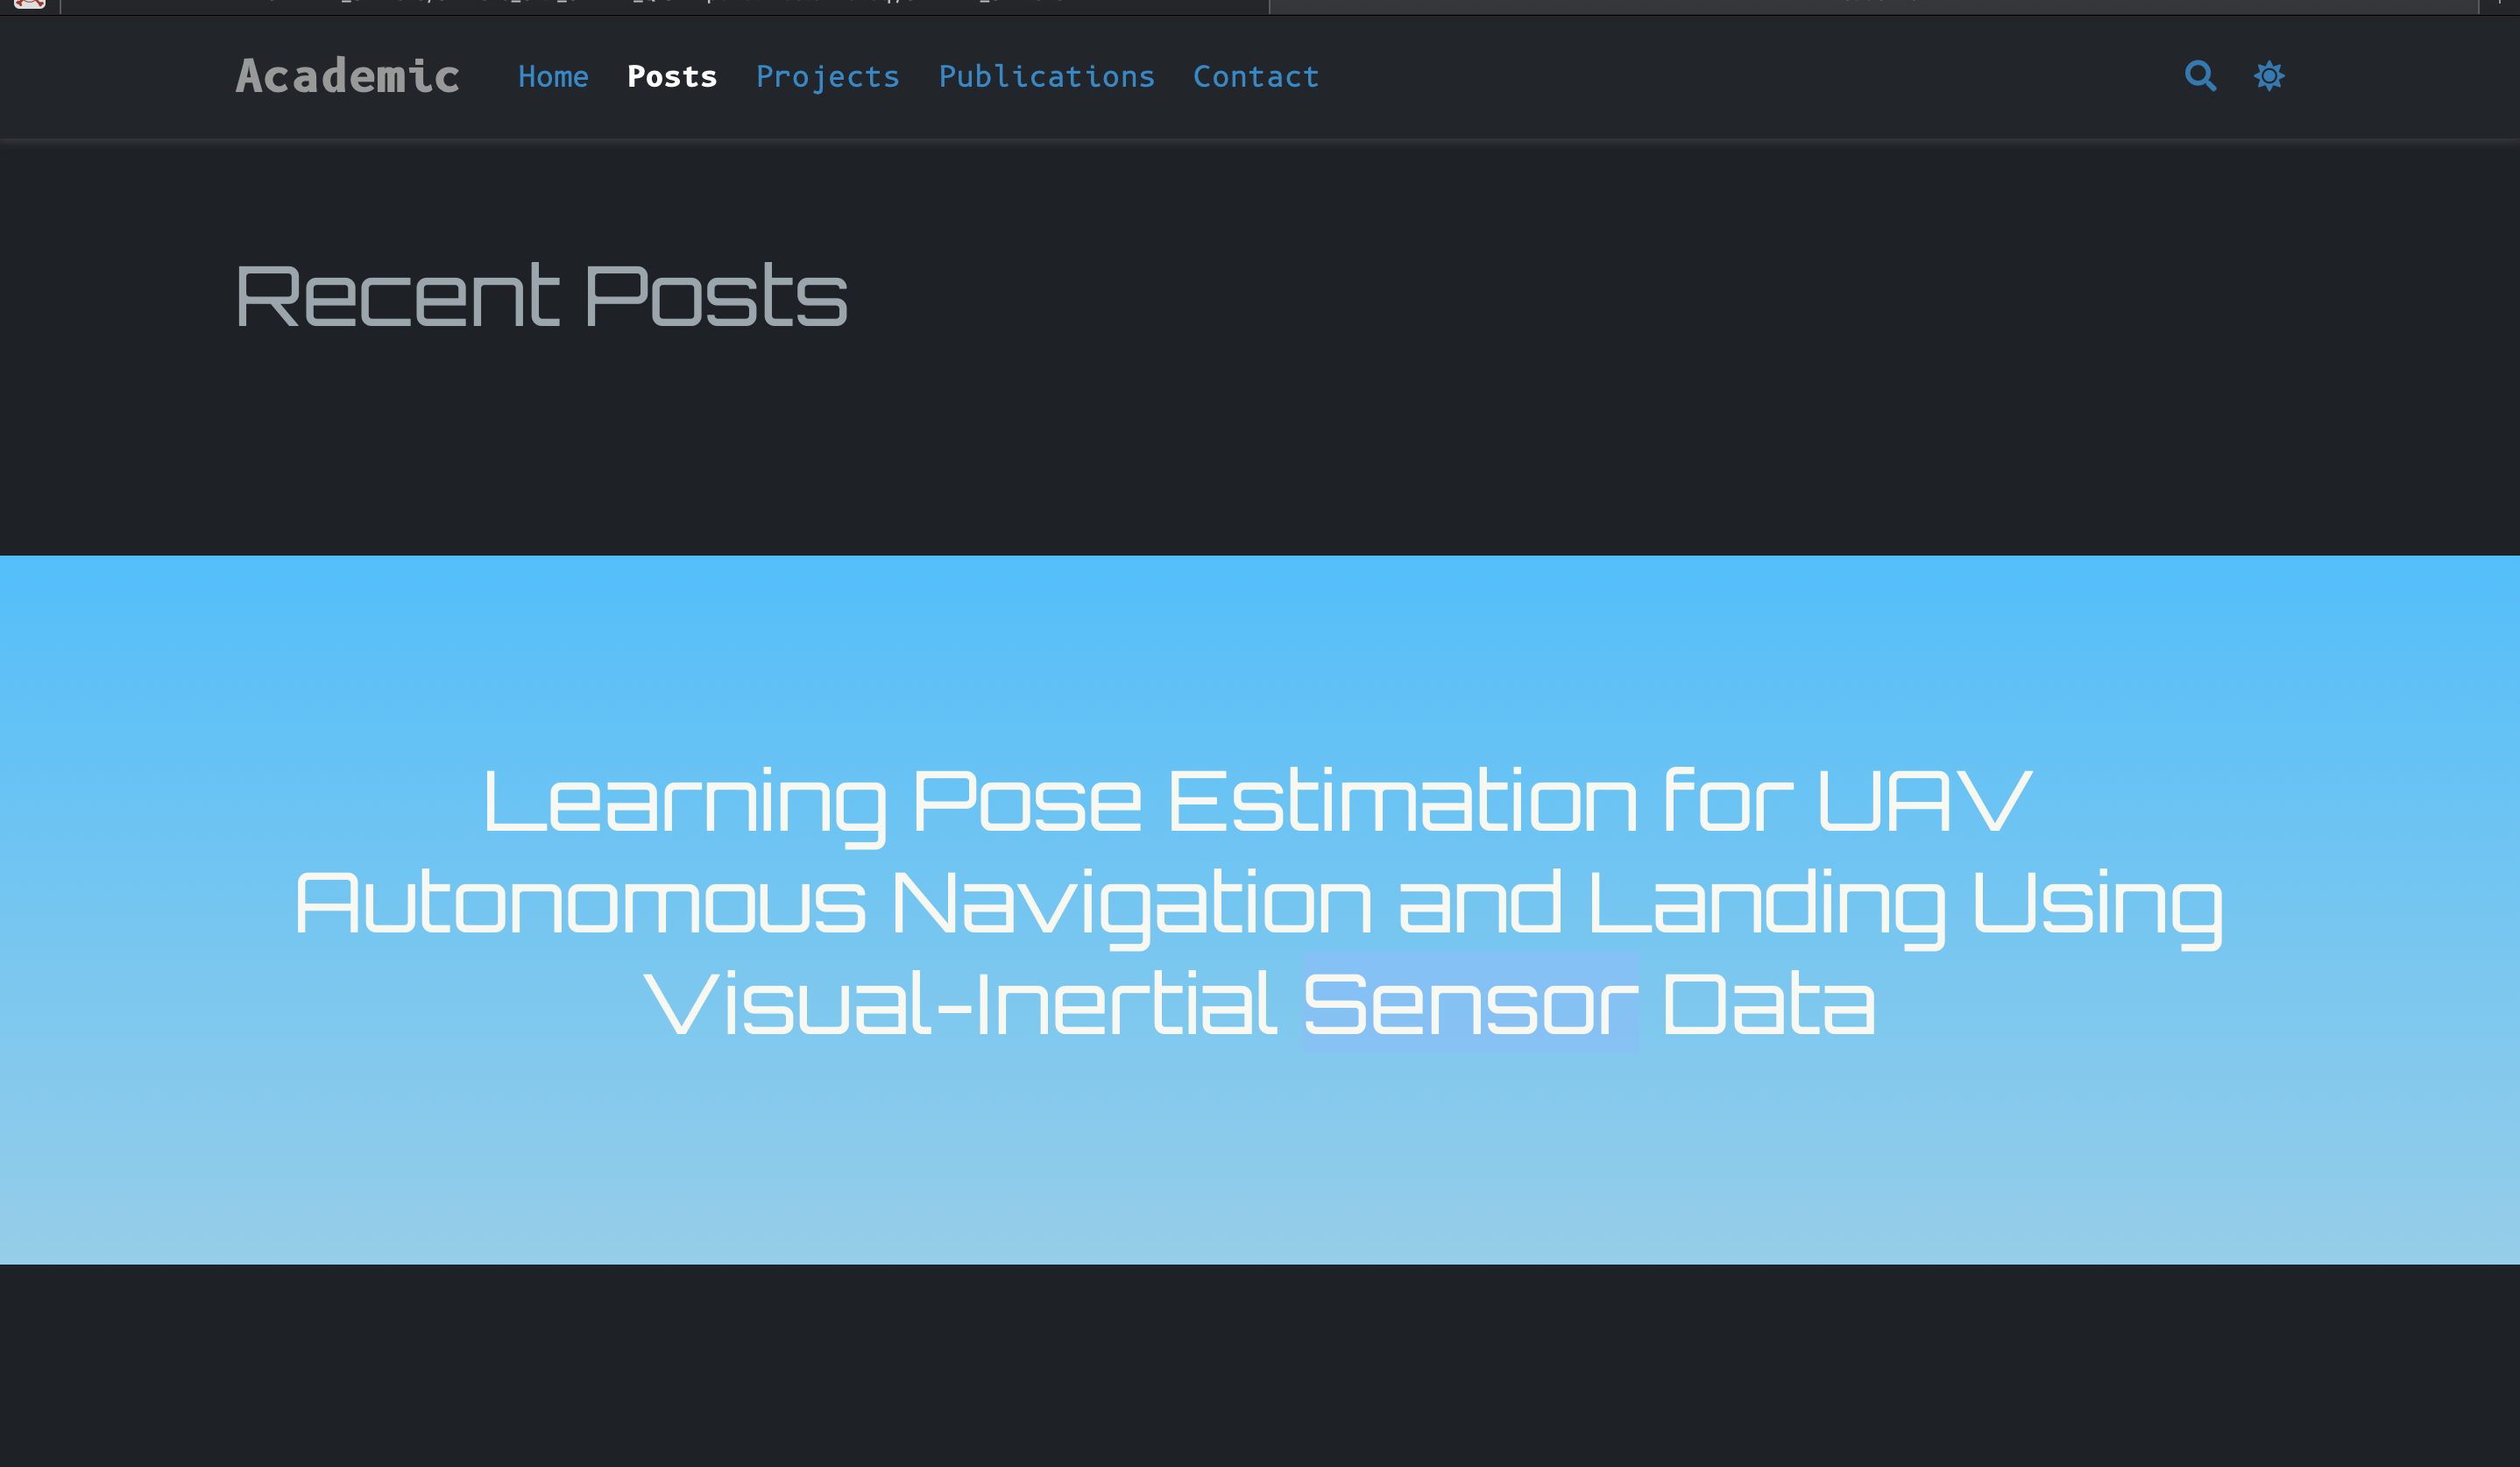 Academic Home Posts Projects Publications Contact
Recent Posts
Learning Pose Estimation for UAV
Autonomous Navigation and Landing Using
Visual-Inertial Sensor Data